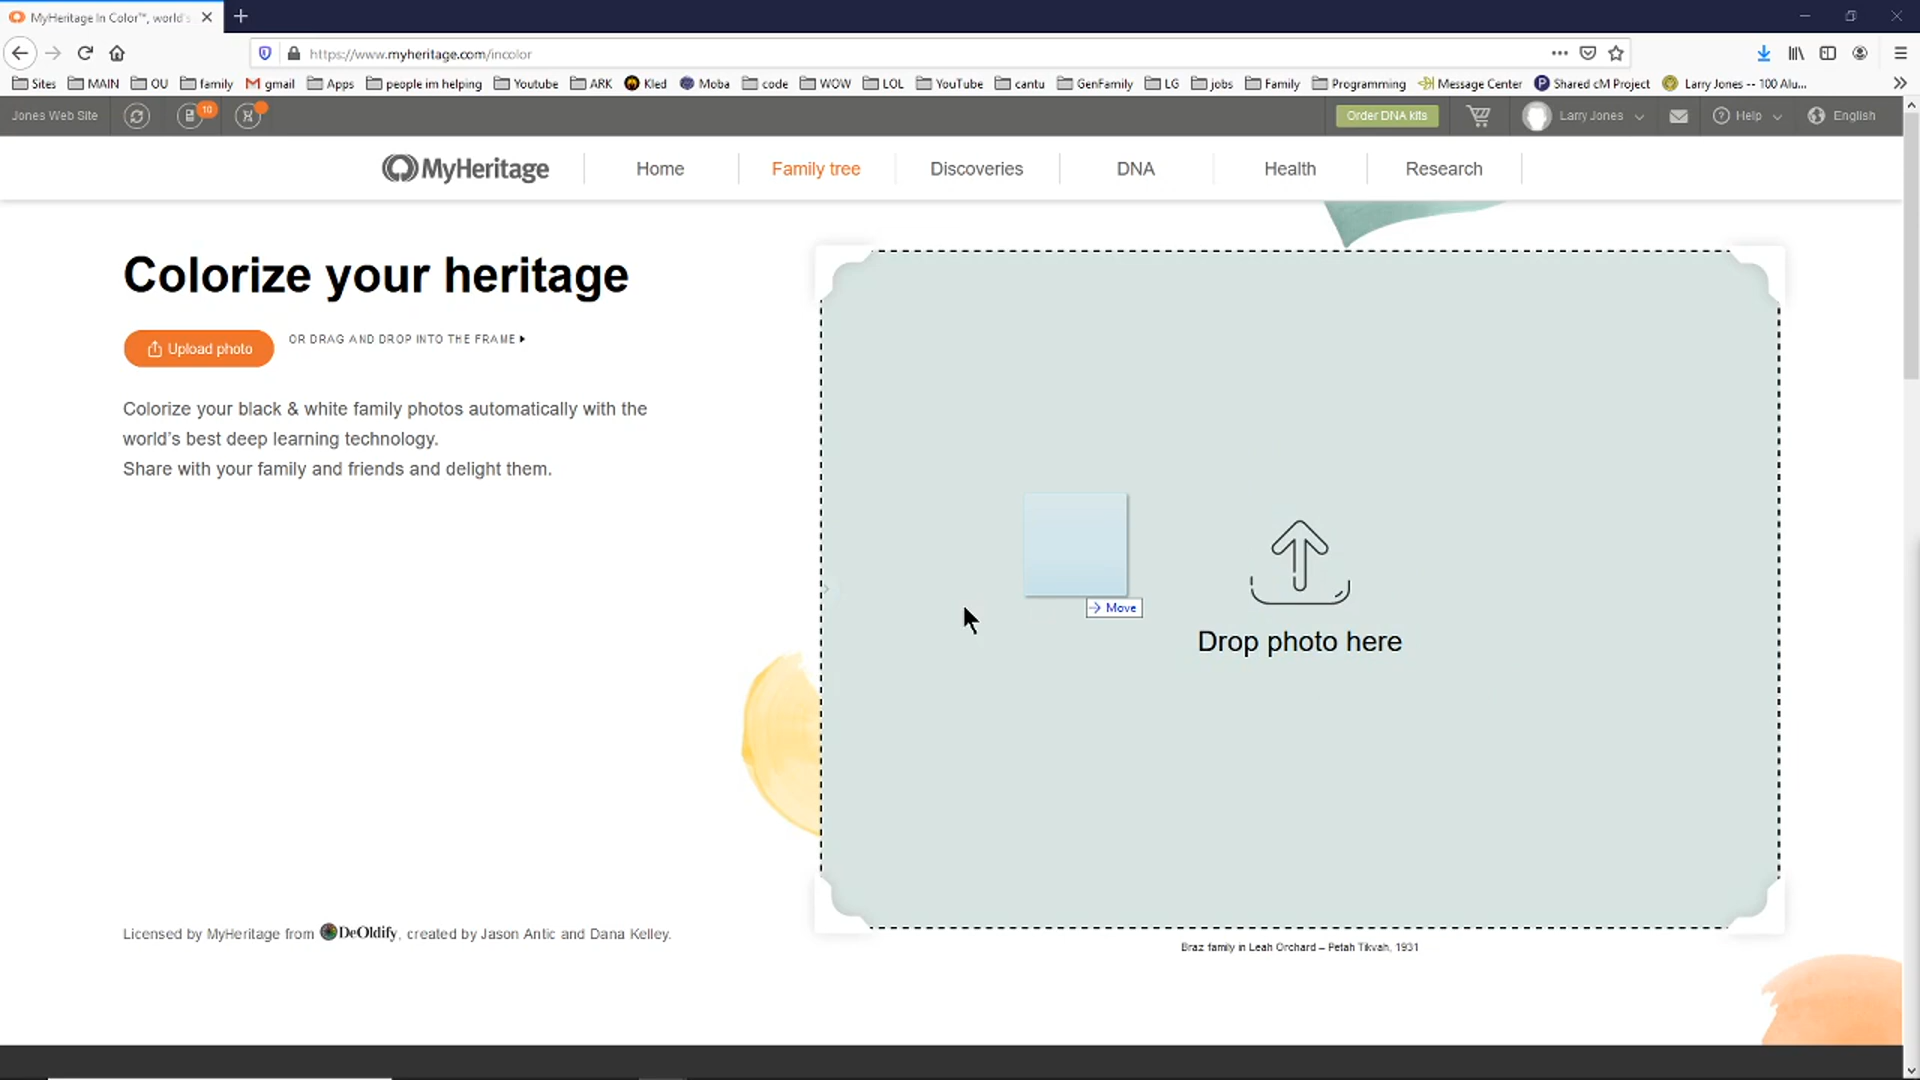 MyHeritage In Color™, world's
https://www.myheritage.com/incolor
Sites MAIN OU family gmail Apps people im helping Youtube ARK Kled Moba code WOW LOL YouTube cantu GenFamily LG jobs Family Programming Message Center Shared cM Project Larry Jones -- 100 Alu...
Jones Web Site 10 Order DNA kits Larry Jones Help English
MyHeritage Home Family tree Discoveries DNA Health Research
Colorize your heritage
Upload photo OR DRAG AND DROP INTO THE FRAME
Colorize your black & white family photos automatically with the
world's best deep learning technology.
Share with your family and friends and delight them.
Move
Drop photo here
Licensed by MyHeritage from DeOldify, created by Jason Antic and Dana Kelley.
Braz family in Leah Orchard – Petah Tikvah, 1931